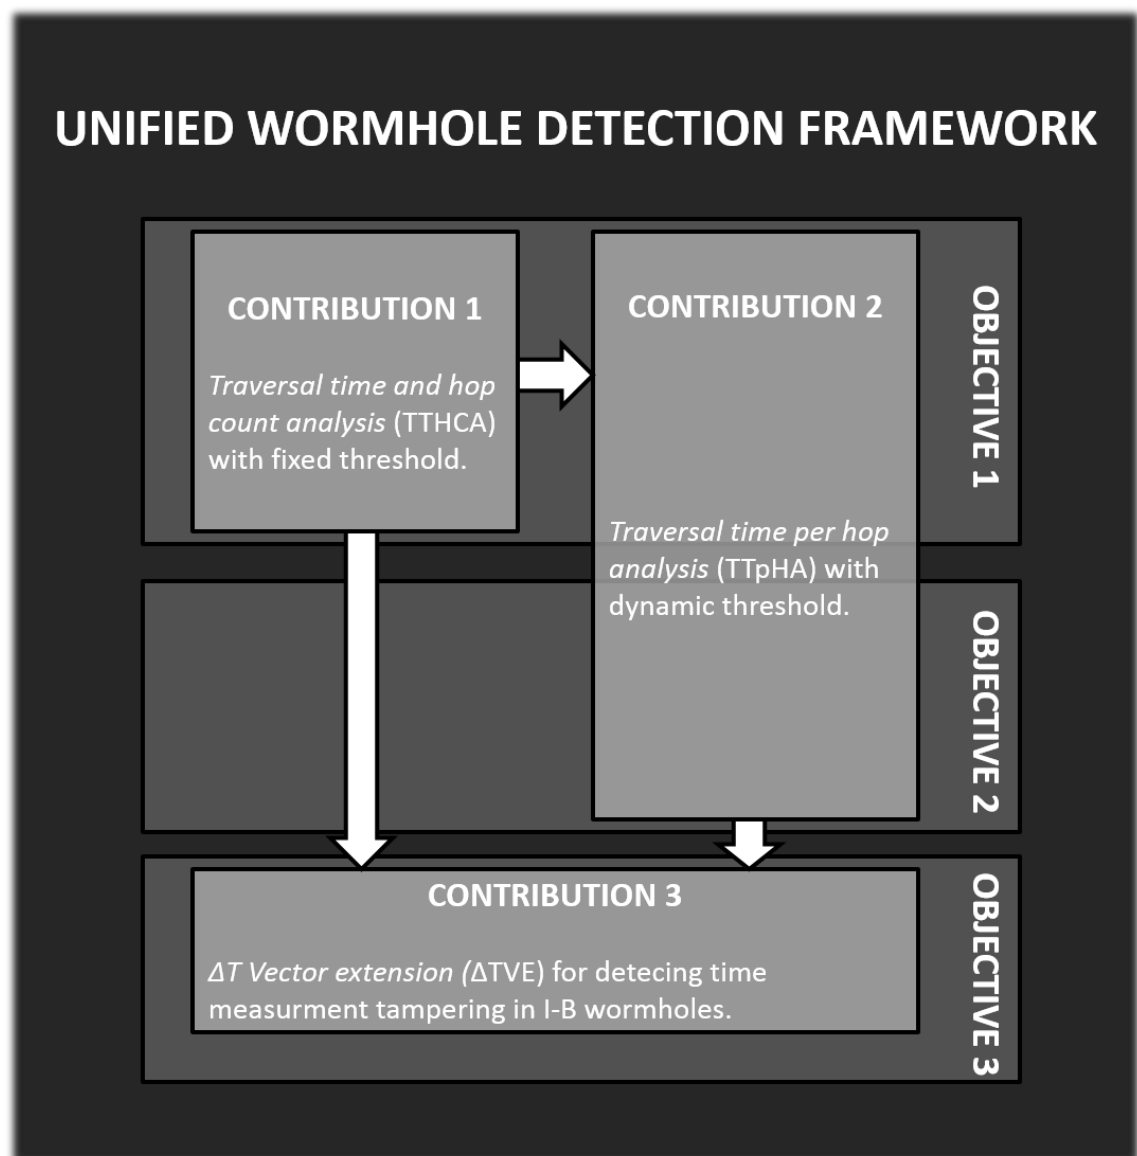 UNIFIED WORMHOLE DETECTION FRAMEWORK
CONTRIBUTION 1
Traversal time and hop
count analysis (TTHCA)
with fixed threshold.
CONTRIBUTION 2
Traversal time per hop
analysis (TTpHA) with
dynamic threshold.
OBJECTIVE 1
OBJECTIVE 2
CONTRIBUTION 3
ΔT Vector extension (ΔTVE) for detecing time
measurment tampering in I-B wormholes.
OBJECTIVE 3